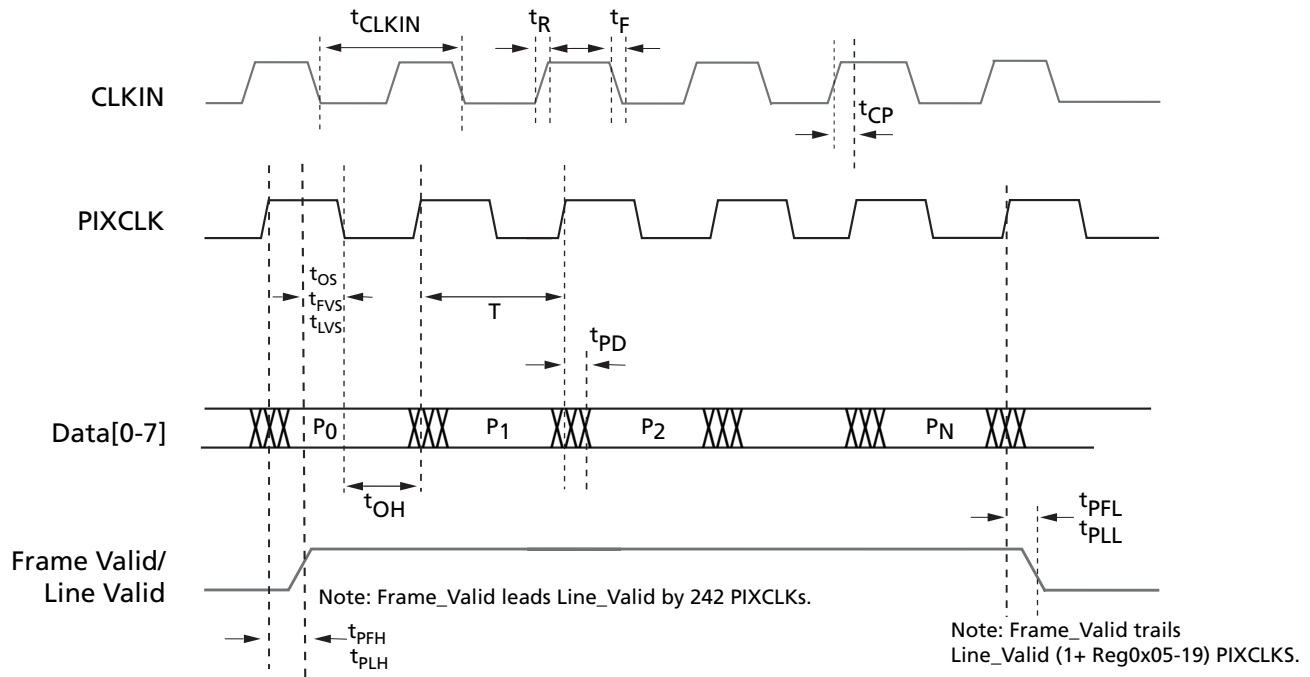 tCLKIN
tR
tF
CLKIN
tCP
PIXCLK
tOS
tFVS
tLVS
T
tPD
Data[0-7]
P0
P1
P2
PN
tOH
tPFL
tPLL
Frame Valid/
Line Valid
Note: Frame_Valid leads Line_Valid by 242 PIXCLKs.
tPFH
tPLH
Note: Frame_Valid trails
Line_Valid (1+ Reg0x05-19) PIXCLKS.